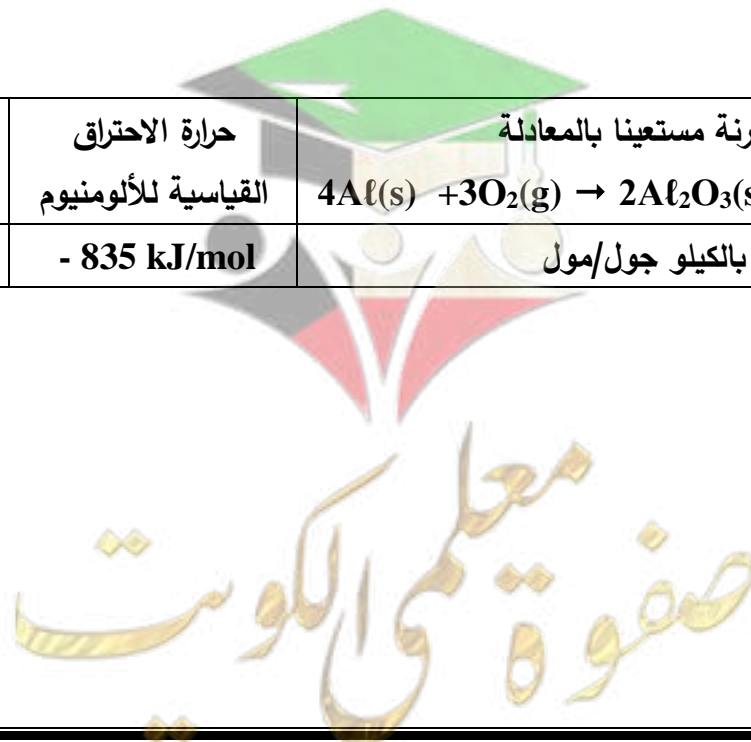 رنة مستعينا بالمعادلة
4Aℓ(s) +3O₂(g) → 2Aℓ₂O₃(s
حرارة الاحتراق
القياسية للألومنيوم
بالكيلو جول/مول
- 835 kJ/mol
صفوة معلمي الكويت